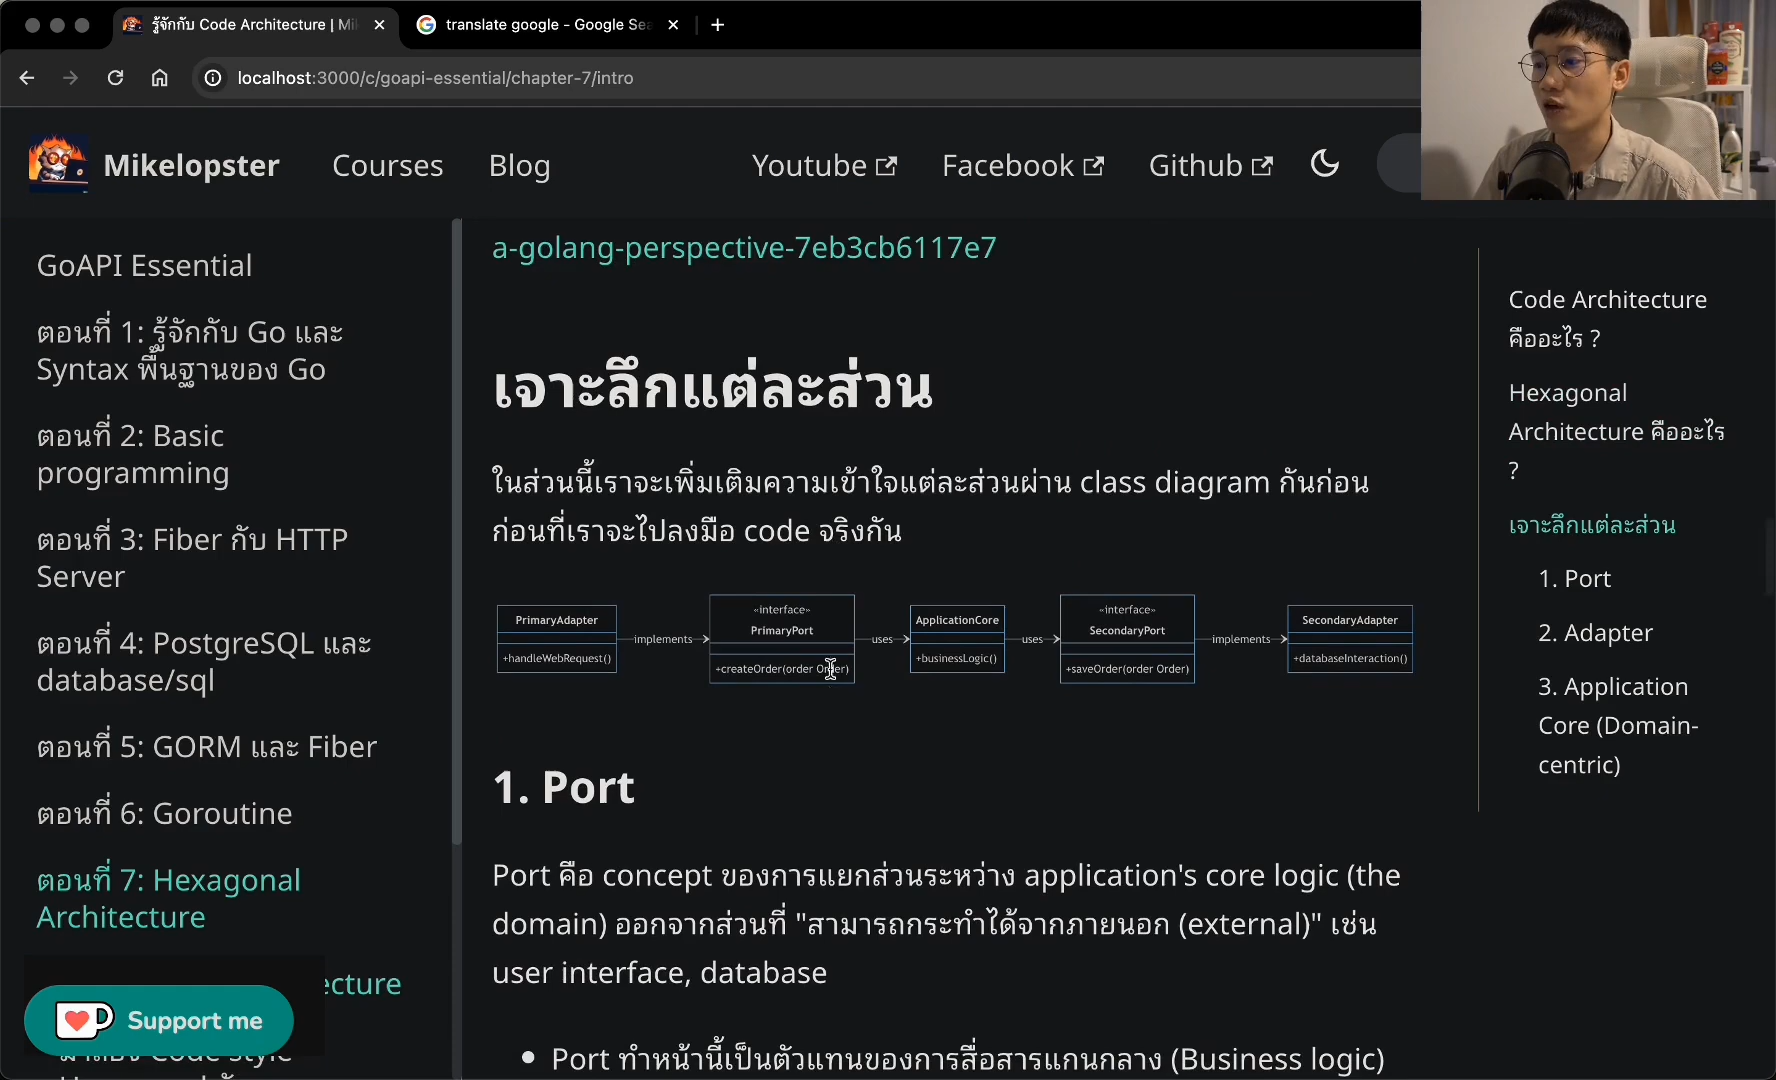 รู้จักกับ Code Architecture | Mi
translate google - Google Sea
localhost:3000/c/goapi-essential/chapter-7/intro
Mikelopster
Courses
Blog
Youtube
Facebook
Github
GoAPI Essential
ตอนที่ 1: รู้จักกับ Go และ
Syntax พื้นฐานของ Go
ตอนที่ 2: Basic
programming
ตอนที่ 3: Fiber กับ HTTP
Server
ตอนที่ 4: PostgreSQL และ
database/sql
ตอนที่ 5: GORM และ Fiber
ตอนที่ 6: Goroutine
ตอนที่ 7: Hexagonal
Architecture
ecture
Support me
a-golang-perspective-7eb3cb6117e7
เจาะลึกแต่ละส่วน
ในส่วนนี้เราจะเพิ่มเติมความเข้าใจแต่ละส่วนผ่าน class diagram กันก่อน
ก่อนที่เราจะไปลงมือ code จริงกัน
PrimaryAdapter
+handleWebRequest()
implements
«interface»
PrimaryPort
+createOrder(order Order)
uses
ApplicationCore
+businessLogic()
uses
«interface»
SecondaryPort
+saveOrder(order Order)
implements
SecondaryAdapter
+databaseInteraction()
1. Port
Port คือ concept ของการแยกส่วนระหว่าง application's core logic (the
domain) ออกจากส่วนที่ "สามารถกระทำได้จากภายนอก (external)" เช่น
user interface, database
Port ทำหน้านี้เป็นตัวแทนของการสื่อสารแกนกลาง (Business logic)
Code Architecture
คืออะไร ?
Hexagonal
Architecture คืออะไร
?
เจาะลึกแต่ละส่วน
1. Port
2. Adapter
3. Application
Core (Domain-
centric)